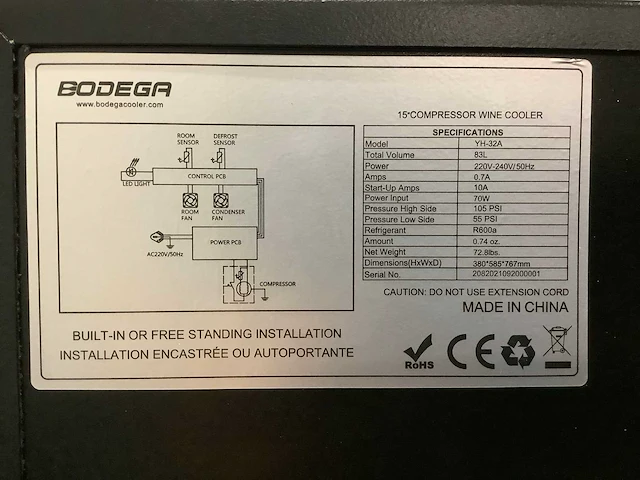 BODEGA
www.bodegacooler.com
15"COMPRESSOR WINE COOLER
ROOM SENSOR
DEFROST SENSOR
LED LIGHT
CONTROL PCB
ROOM FAN
CONDENSER FAN
AC220V/50Hz
POWER PCB
COMPRESSOR
SPECIFICATIONS
Model YH-32A
Total Volume 83L
Power 220V-240V/50Hz
Amps 0.7A
Start-Up Amps 10A
Power Input 70W
Pressure High Side 105 PSI
Pressure Low Side 55 PSI
Refrigerant R600a
Amount 0.74 oz.
Net Weight 72.8lbs.
Dimensions(HxWxD) 380*585*767mm
Serial No. 2082021092000001
CAUTION: DO NOT USE EXTENSION CORD
MADE IN CHINA
BUILT-IN OR FREE STANDING INSTALLATION
INSTALLATION ENCASTRÉE OU AUTOPORTANTE
RoHS
CE